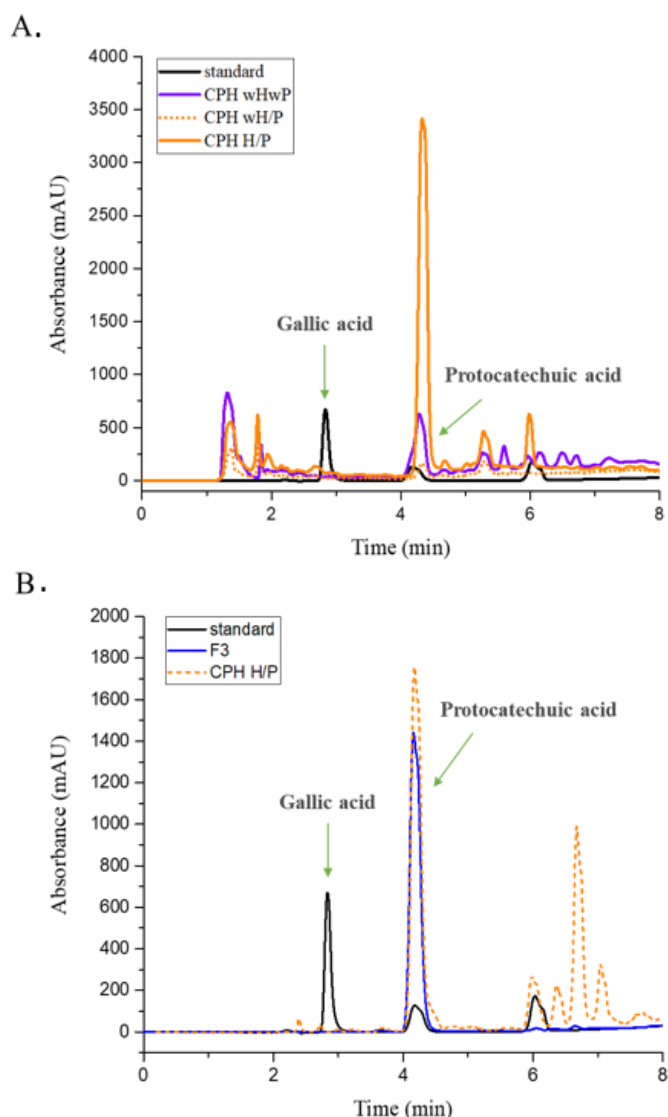 A.
4000
3500
3000
2500
2000
1500
1000
500
0
Absorbance (mAU)
standard
CPH wHwP
CPH wH/P
CPH H/P
Gallic acid
Protocatechuic acid
0 2 4 6 8
Time (min)
B.
2000
1800
1600
1400
1200
1000
800
600
400
200
0
Absorbance (mAU)
standard
F3
CPH H/P
Protocatechuic acid
Gallic acid
0 2 4 6 8
Time (min)